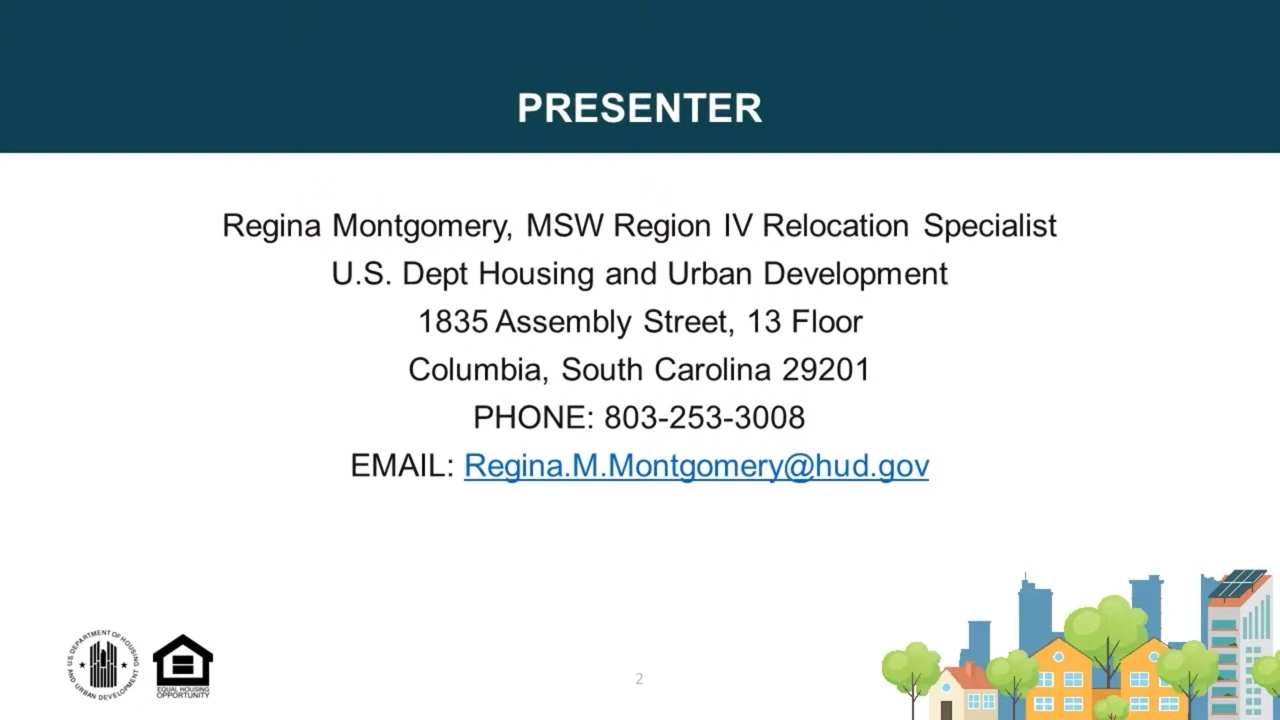 PRESENTER
Regina Montgomery, MSW Region IV Relocation Specialist
U.S. Dept Housing and Urban Development
1835 Assembly Street, 13 Floor
Columbia, South Carolina 29201
PHONE: 803-253-3008
EMAIL: Regina.M.Montgomery@hud.gov
U.S. DEPARTMENT OF HOUSING
AND URBAN DEVELOPMENT
EQUAL HOUSING
OPPORTUNITY
2